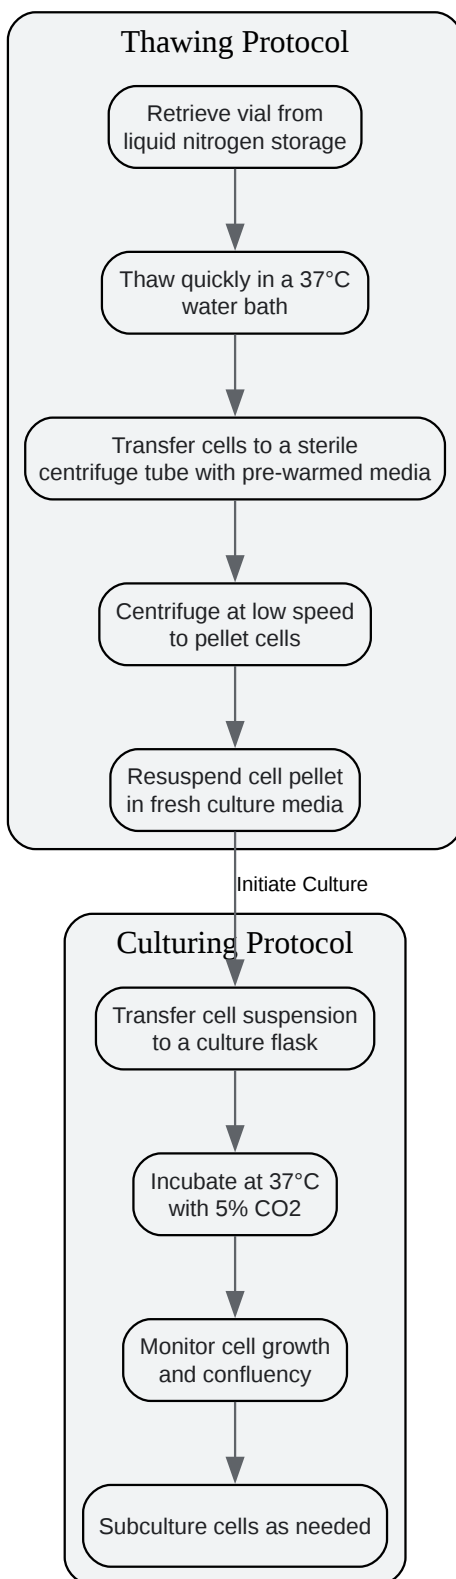 Thawing Protocol
Retrieve vial from
liquid nitrogen storage
Thaw quickly in a 37°C
water bath
Transfer cells to a sterile
centrifuge tube with pre-warmed media
Centrifuge at low speed
to pellet cells
Resuspend cell pellet
in fresh culture media
Initiate Culture
Culturing Protocol
Transfer cell suspension
to a culture flask
Incubate at 37°C
with 5% CO2
Monitor cell growth
and confluency
Subculture cells as needed